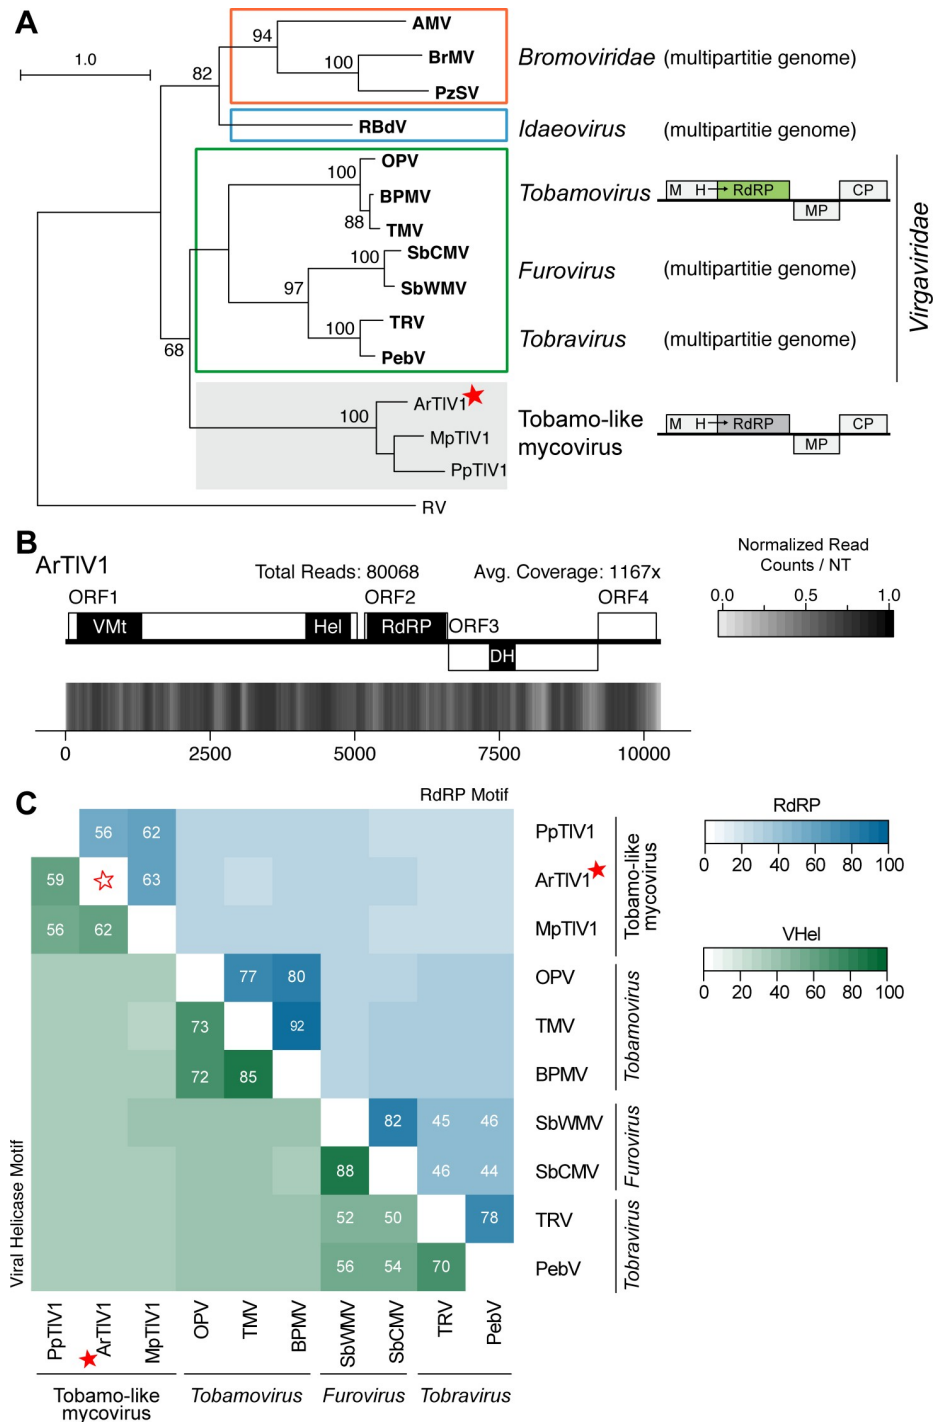 A
1.0
AMV
94
BrMV
100
PzSV
82
Bromoviridae (multipartitie genome)
RBdV
Idaeovirus (multipartitie genome)
OPV
100
BPMV
88
TMV
Tobamovirus
M H RdRP CP
MP
SbCMV
100
SbWMV
97
Furovirus (multipartitie genome)
TRV
100
PebV
Tobravirus (multipartitie genome)
Virgaviridae
68
ArTlV1
100
MpTlV1
PpTlV1
Tobamo-like
mycovirus
M H RdRP CP
MP
RV
B
ArTlV1
Total Reads: 80068 Avg. Coverage: 1167x
ORF1 ORF2 ORF4
VMt Hel RdRP ORF3
DH
0 2500 5000 7500 10000
Normalized Read
Counts / NT
0.0 0.5 1.0
C
RdRP Motif
56 62 PpTlV1
59 63 ArTlV1
56 62 MpTlV1
Tobamo-like
mycovirus
77 80 OPV
73 92 TMV
72 85 BPMV
Tobamovirus
82 45 46 SbWMV
88 46 44 SbCMV
Furovirus
52 50 78 TRV
56 54 70 PebV
Tobravirus
Viral Helicase Motif
PpTlV1 ArTlV1 MpTlV1 OPV TMV BPMV SbWMV SbCMV TRV PebV
Tobamo-like
mycovirus
Tobamovirus Furovirus Tobravirus
RdRP
0 20 40 60 80 100
VHel
0 20 40 60 80 100